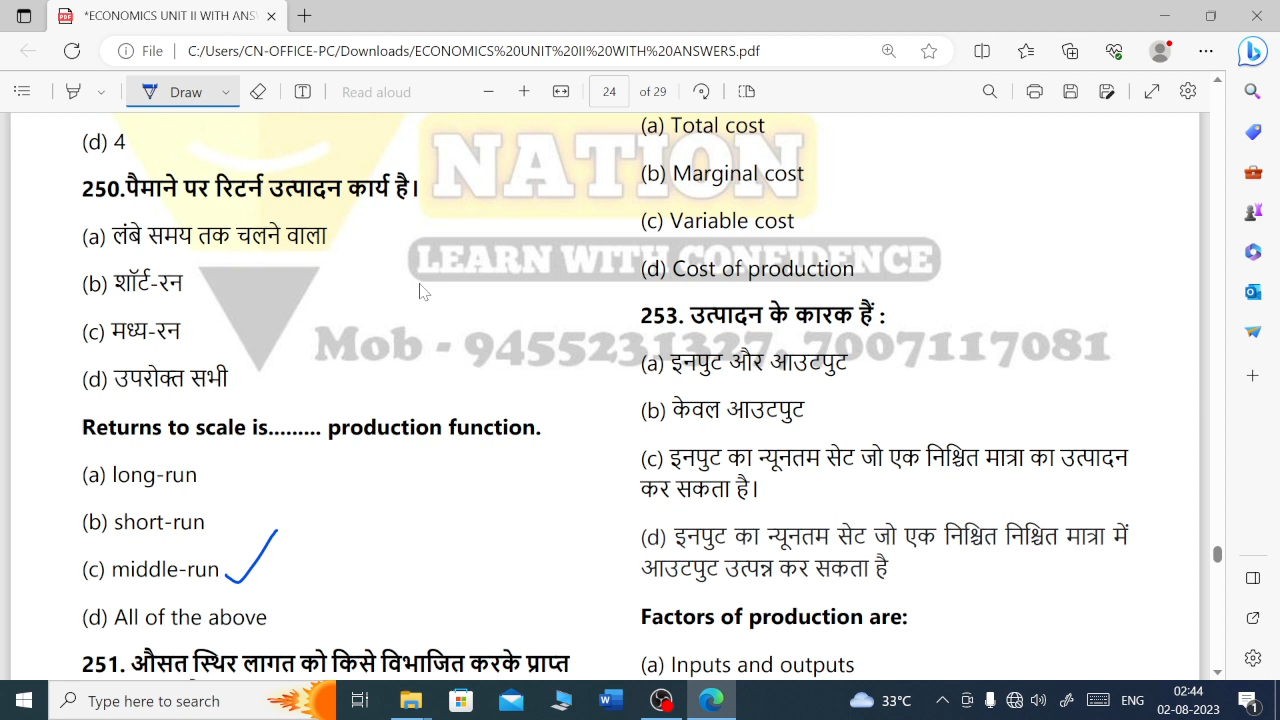 *ECONOMICS UNIT II WITH ANS
File
C:/Users/CN-OFFICE-PC/Downloads/ECONOMICS%20UNIT%20II%20WITH%20ANSWERS.pdf
Draw
Read aloud
24
of 29
(d) 4
250.पैमाने पर रिटर्न उत्पादन कार्य है।
(a) लंबे समय तक चलने वाला
(b) शॉर्ट-रन
(c) मध्य-रन
(d) उपरोक्त सभी
Returns to scale is......... production function.
(a) long-run
(b) short-run
(c) middle-run
(d) All of the above
251. औसत स्थिर लागत को किसे विभाजित करके प्राप्त
(a) Total cost
(b) Marginal cost
(c) Variable cost
(d) Cost of production
253. उत्पादन के कारक हैं :
(a) इनपुट और आउटपुट
(b) केवल आउटपुट
(c) इनपुट का न्यूनतम सेट जो एक निश्चित मात्रा का उत्पादन
कर सकता है।
(d) इनपुट का न्यूनतम सेट जो एक निश्चित निश्चित मात्रा में
आउटपुट उत्पन्न कर सकता है
Factors of production are:
(a) Inputs and outputs
NATION
LEARN WITH CONFIDENCE
Mob - 9455231327, 7007117081
Type here to search
33°C
ENG
02:44
02-08-2023
1